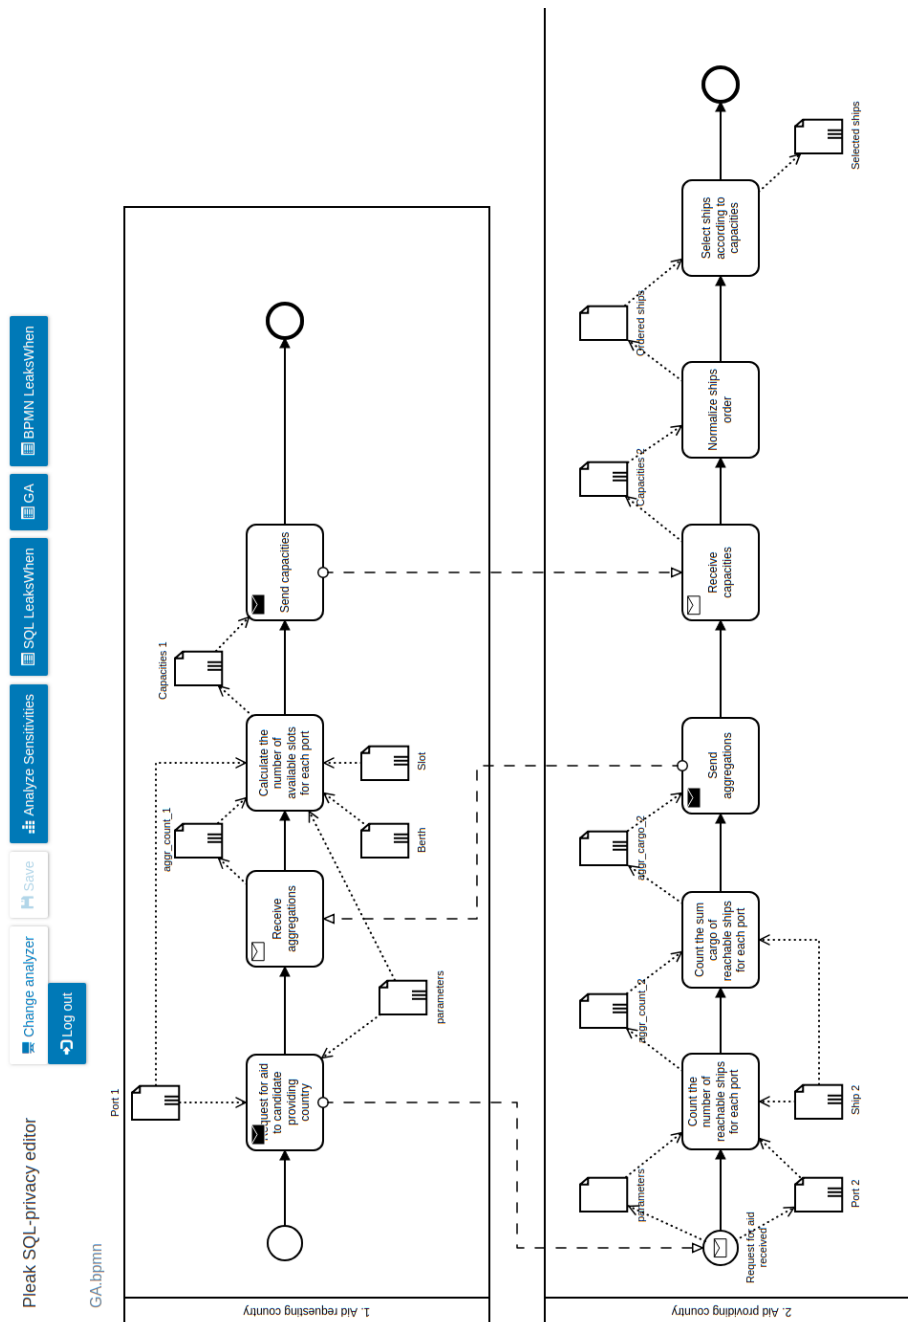 Pleak SQL-privacy editor
Change analyzer
Save
Analyze Sensitivities
SQL LeaksWhen
GA
BPMN LeaksWhen
Log out
GA.bpmn
1. Aid requesting country
Port 1
Request for aid
to candidate
providing
country
parameters
Receive
aggregations
aggr_count_1
Calculate the
number of
available slots
for each port
Berth
Slot
Capacities 1
Send capacities
2. Aid providing country
Request for aid
received
parameters
Port 2
Count the
number of
reachable ships
for each port
Ship 2
aggr_count_2
Count the sum
cargo of
reachable ships
for each port
aggr_cargo_2
Send
aggregations
Receive
capacities
Capacities 2
Normalize ships
order
Ordered ships
Select ships
according to
capacities
Selected ships